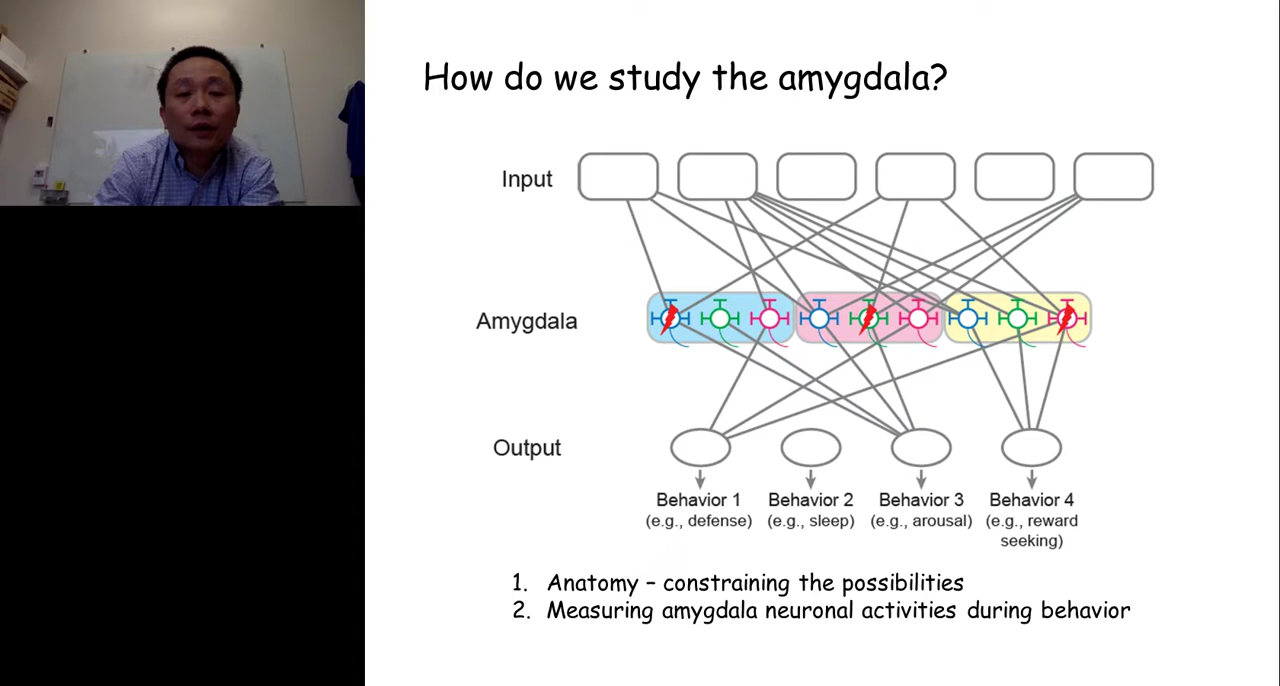 How do we study the amygdala?
Input
Amygdala
Output
Behavior 1 Behavior 2 Behavior 3 Behavior 4
(e.g., defense) (e.g., sleep) (e.g., arousal) (e.g., reward
seeking)
1. Anatomy – constraining the possibilities
2. Measuring amygdala neuronal activities during behavior